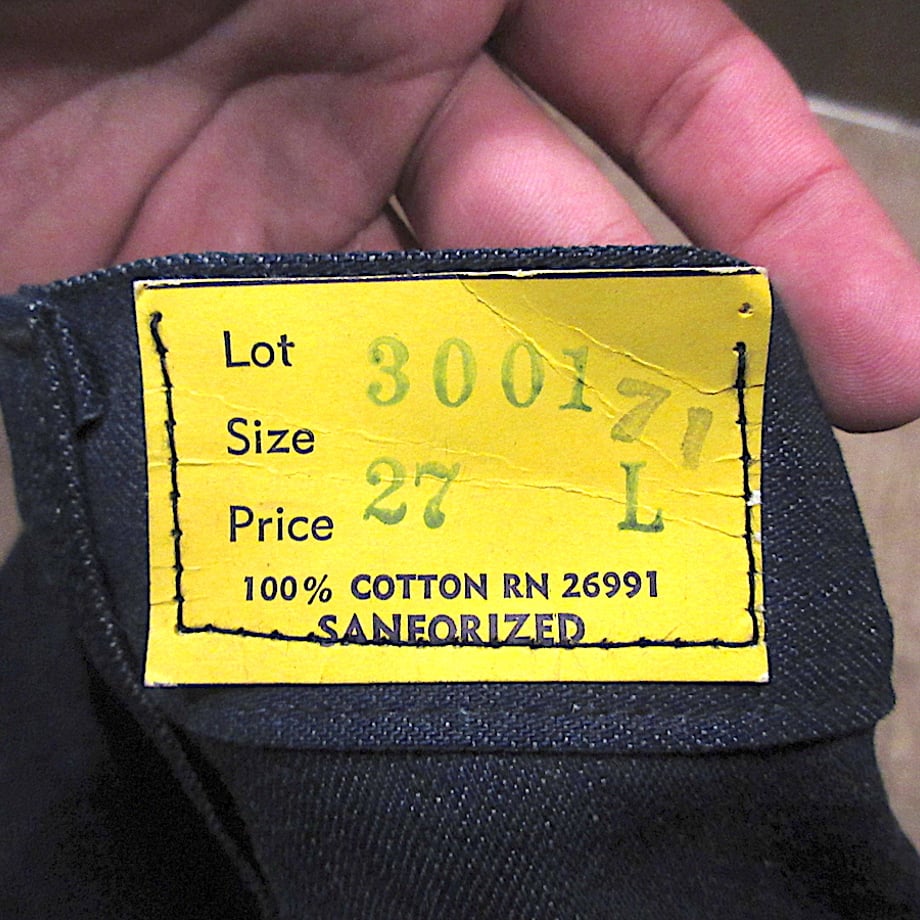 Lot 3001
71
Size
27 L
Price
100% COTTON RN 26991
SANFORIZED